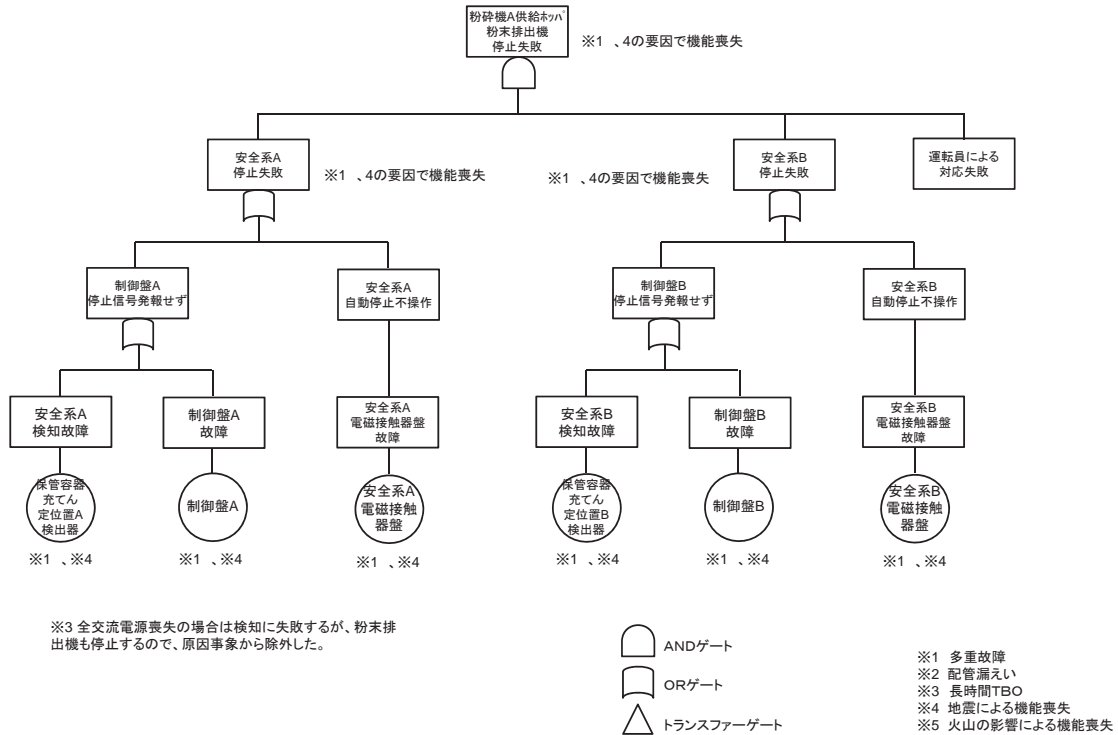 粉砕機A供給ホッパ
粉末排出機
停止失敗
※1 、4の要因で機能喪失
安全系A
停止失敗
※1 、4の要因で機能喪失
※1 、4の要因で機能喪失
安全系B
停止失敗
運転員による
対応失敗
制御盤A
停止信号発報せず
安全系A
自動停止不操作
制御盤B
停止信号発報せず
安全系B
自動停止不操作
安全系A
検知故障
制御盤A
故障
安全系A
電磁接触器盤
故障
安全系B
検知故障
制御盤B
故障
安全系B
電磁接触器盤
故障
保管容器
充てん
定位置A
検出器
制御盤A
安全系A
電磁接触
器盤
保管容器
充てん
定位置B
検出器
制御盤B
安全系B
電磁接触
器盤
※1 、※4
※1 、※4
※1 、※4
※1 、※4
※1 、※4
※1 、※4
※3 全交流電源喪失の場合は検知に失敗するが、粉末排
出機も停止するので、原因事象から除外した。
ANDゲート
ORゲート
トランスファーゲート
※1 多重故障
※2 配管漏えい
※3 長時間TBO
※4 地震による機能喪失
※5 火山の影響による機能喪失